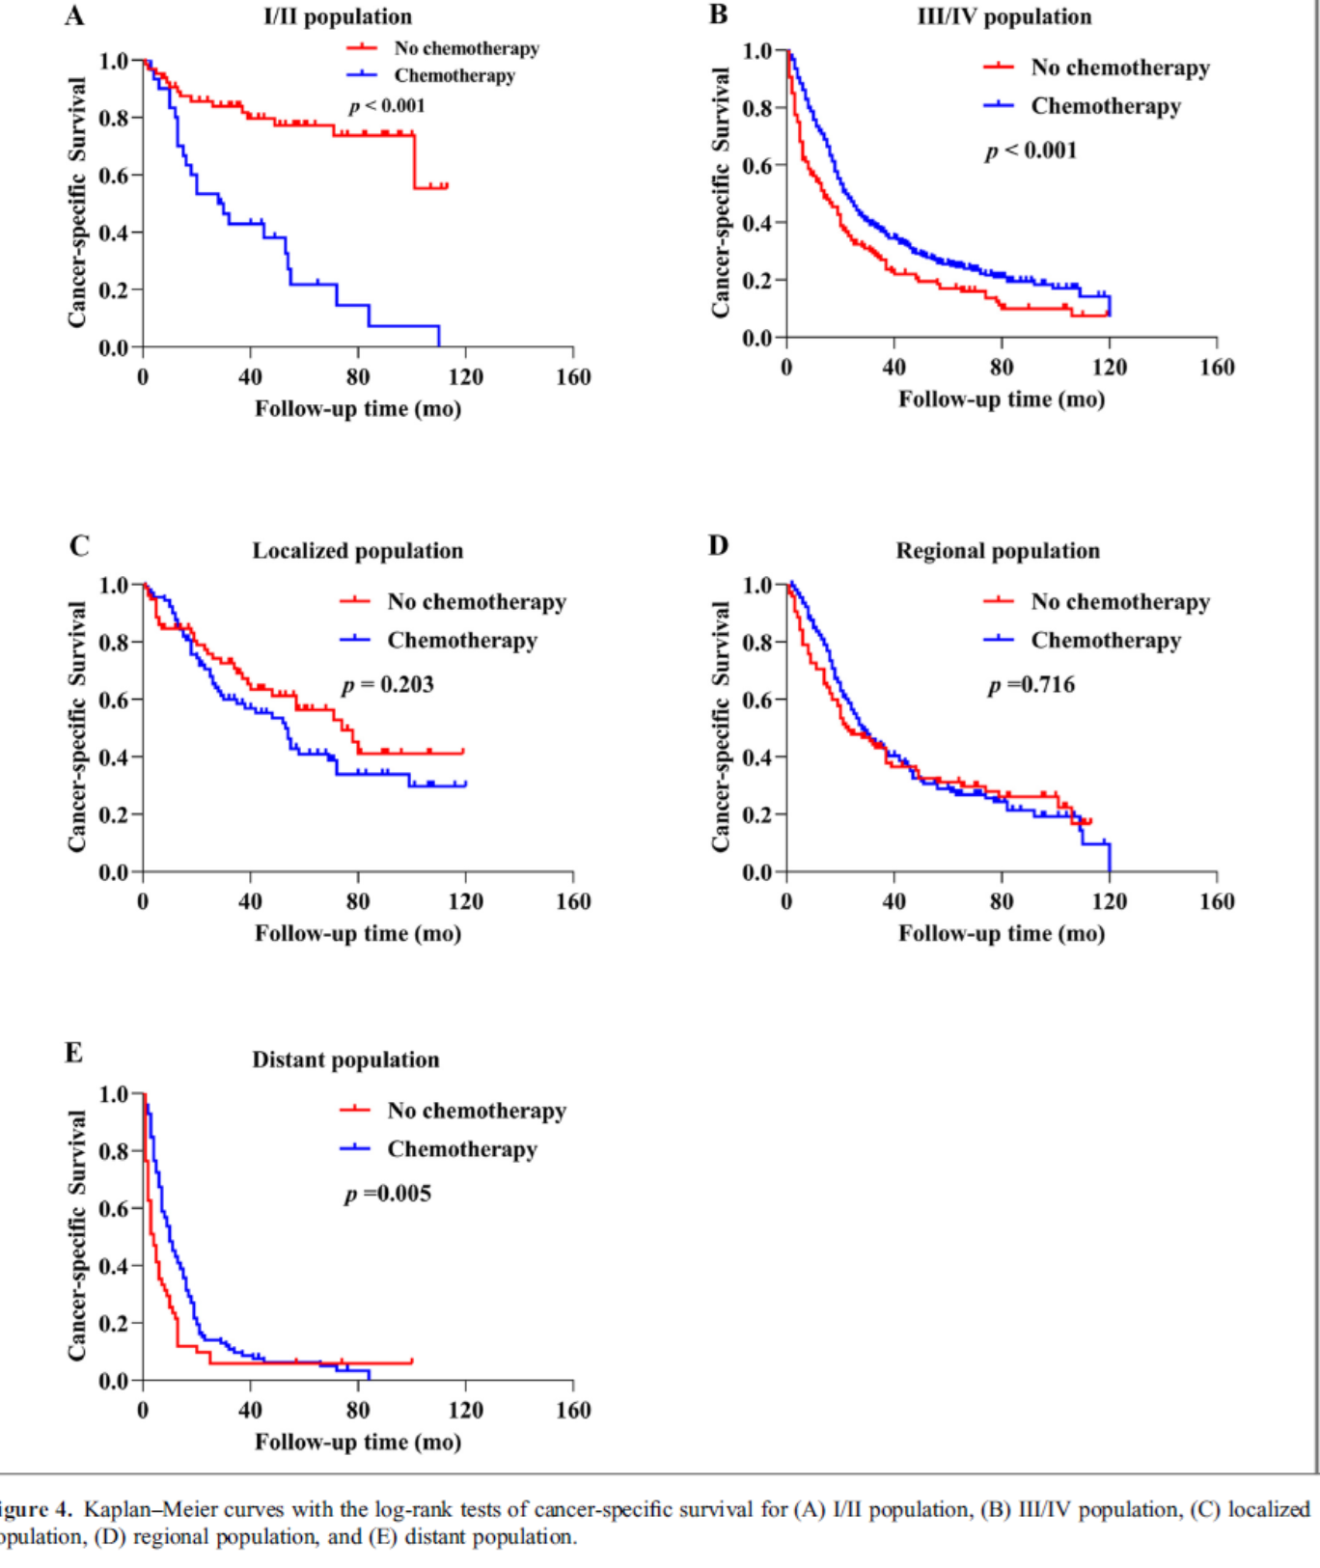 A
I/II population
No chemotherapy
Chemotherapy
p < 0.001
Cancer-specific Survival
1.0
0.8
0.6
0.4
0.2
0.0
0 40 80 120 160
Follow-up time (mo)
B
III/IV population
No chemotherapy
Chemotherapy
p < 0.001
Cancer-specific Survival
1.0
0.8
0.6
0.4
0.2
0.0
0 40 80 120 160
Follow-up time (mo)
C
Localized population
No chemotherapy
Chemotherapy
p = 0.203
Cancer-specific Survival
1.0
0.8
0.6
0.4
0.2
0.0
0 40 80 120 160
Follow-up time (mo)
D
Regional population
No chemotherapy
Chemotherapy
p =0.716
Cancer-specific Survival
1.0
0.8
0.6
0.4
0.2
0.0
0 40 80 120 160
Follow-up time (mo)
E
Distant population
No chemotherapy
Chemotherapy
p =0.005
Cancer-specific Survival
1.0
0.8
0.6
0.4
0.2
0.0
0 40 80 120 160
Follow-up time (mo)
igure 4. Kaplan–Meier curves with the log-rank tests of cancer-specific survival for (A) I/II population, (B) III/IV population, (C) localized
opulation, (D) regional population, and (E) distant population.